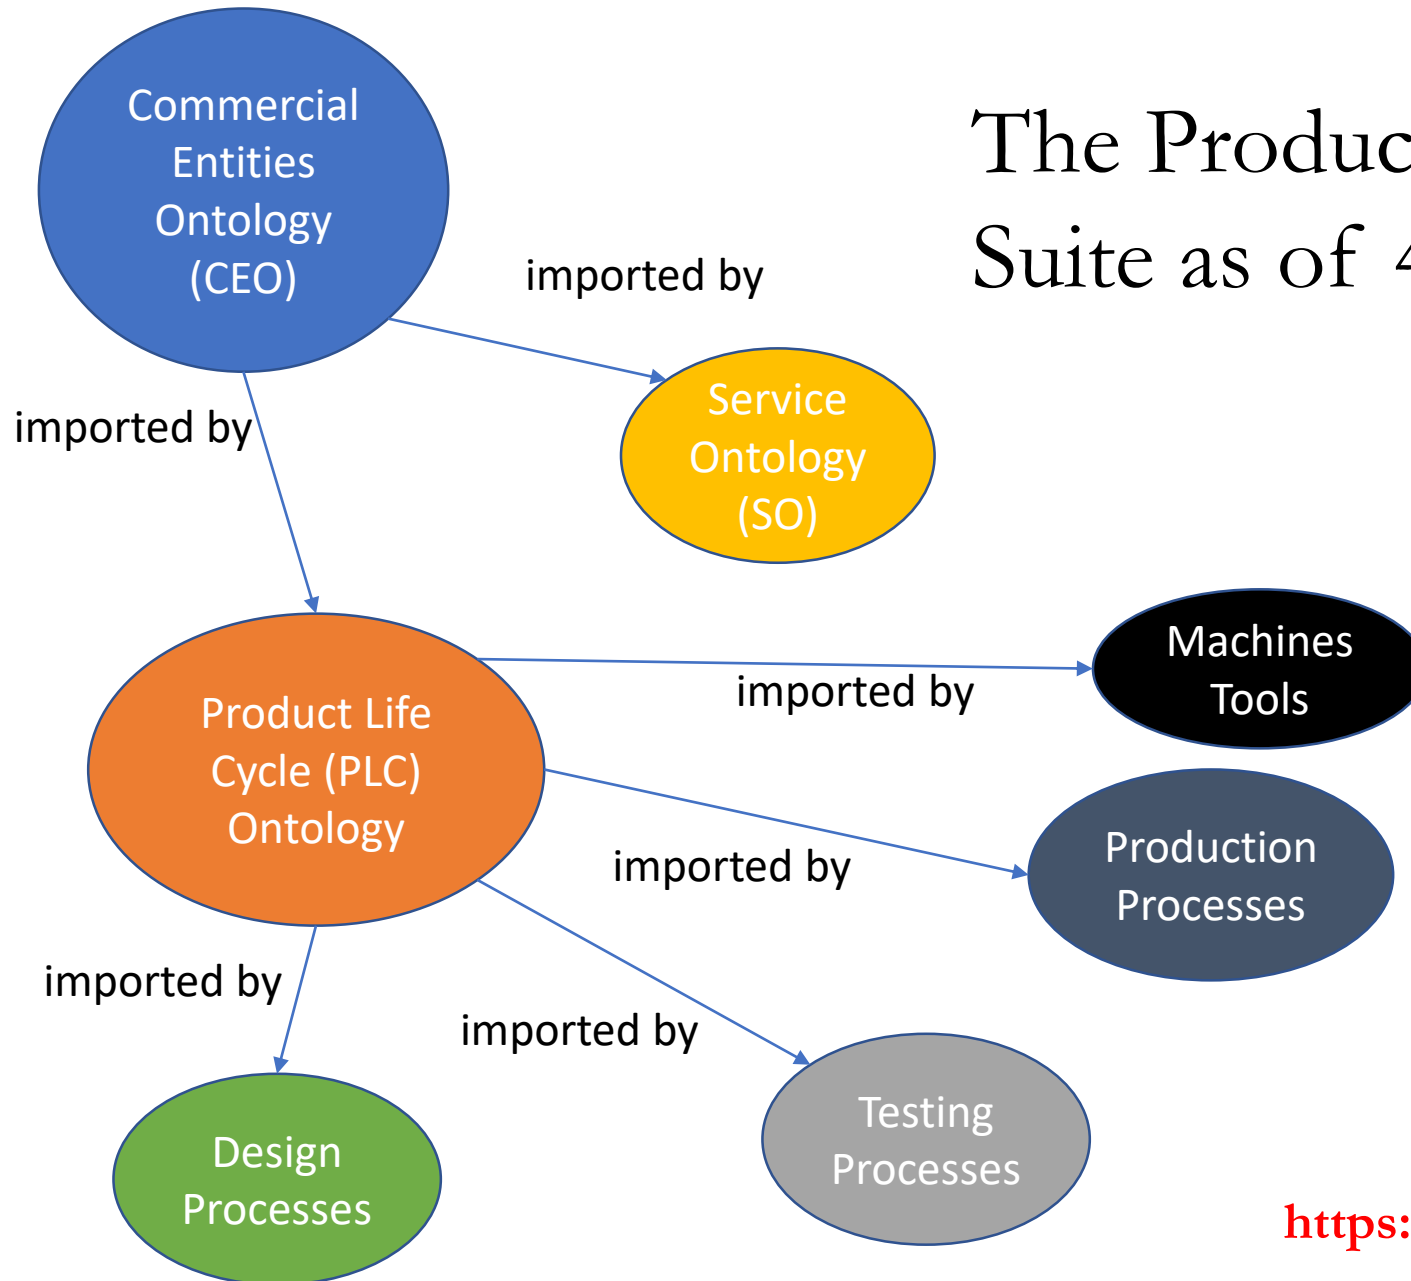 Commercial
Entities
Ontology
(CEO)
The Produc
Suite as of 4
imported by
imported by
Service
Ontology
(SO)
Machines
Tools
imported by
Product Life
Cycle (PLC)
Ontology
imported by
Production
Processes
imported by
imported by
Design
Processes
Testing
Processes
https: